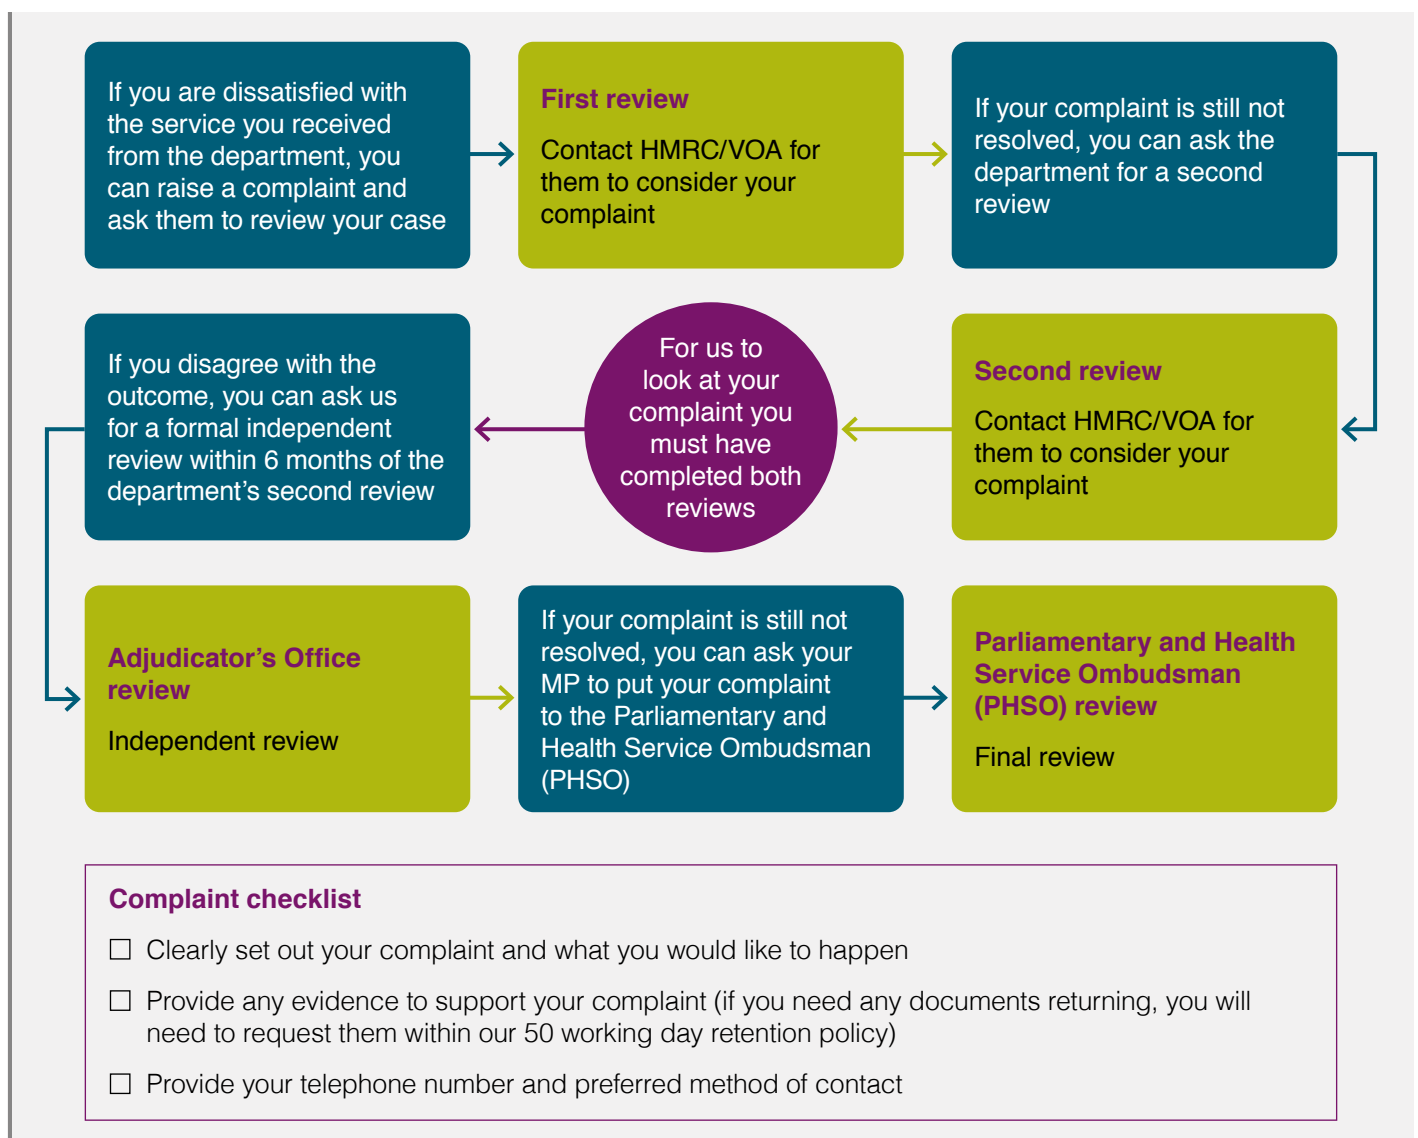 If you are dissatisfied with
the service you received
from the department, you
can raise a complaint and
ask them to review your case
First review
Contact HMRC/VOA for
them to consider your
complaint
If your complaint is still not
resolved, you can ask the
department for a second
review
Second review
Contact HMRC/VOA for
them to consider your
complaint
For us to
look at your
complaint you
must have
completed both
reviews
If you disagree with the
outcome, you can ask us
for a formal independent
review within 6 months of the
department’s second review
Adjudicator’s Office
review
Independent review
If your complaint is still not
resolved, you can ask your
MP to put your complaint
to the Parliamentary and
Health Service Ombudsman
(PHSO)
Parliamentary and Health
Service Ombudsman
(PHSO) review
Final review
Complaint checklist
☐ Clearly set out your complaint and what you would like to happen
☐ Provide any evidence to support your complaint (if you need any documents returning, you will
need to request them within our 50 working day retention policy)
☐ Provide your telephone number and preferred method of contact